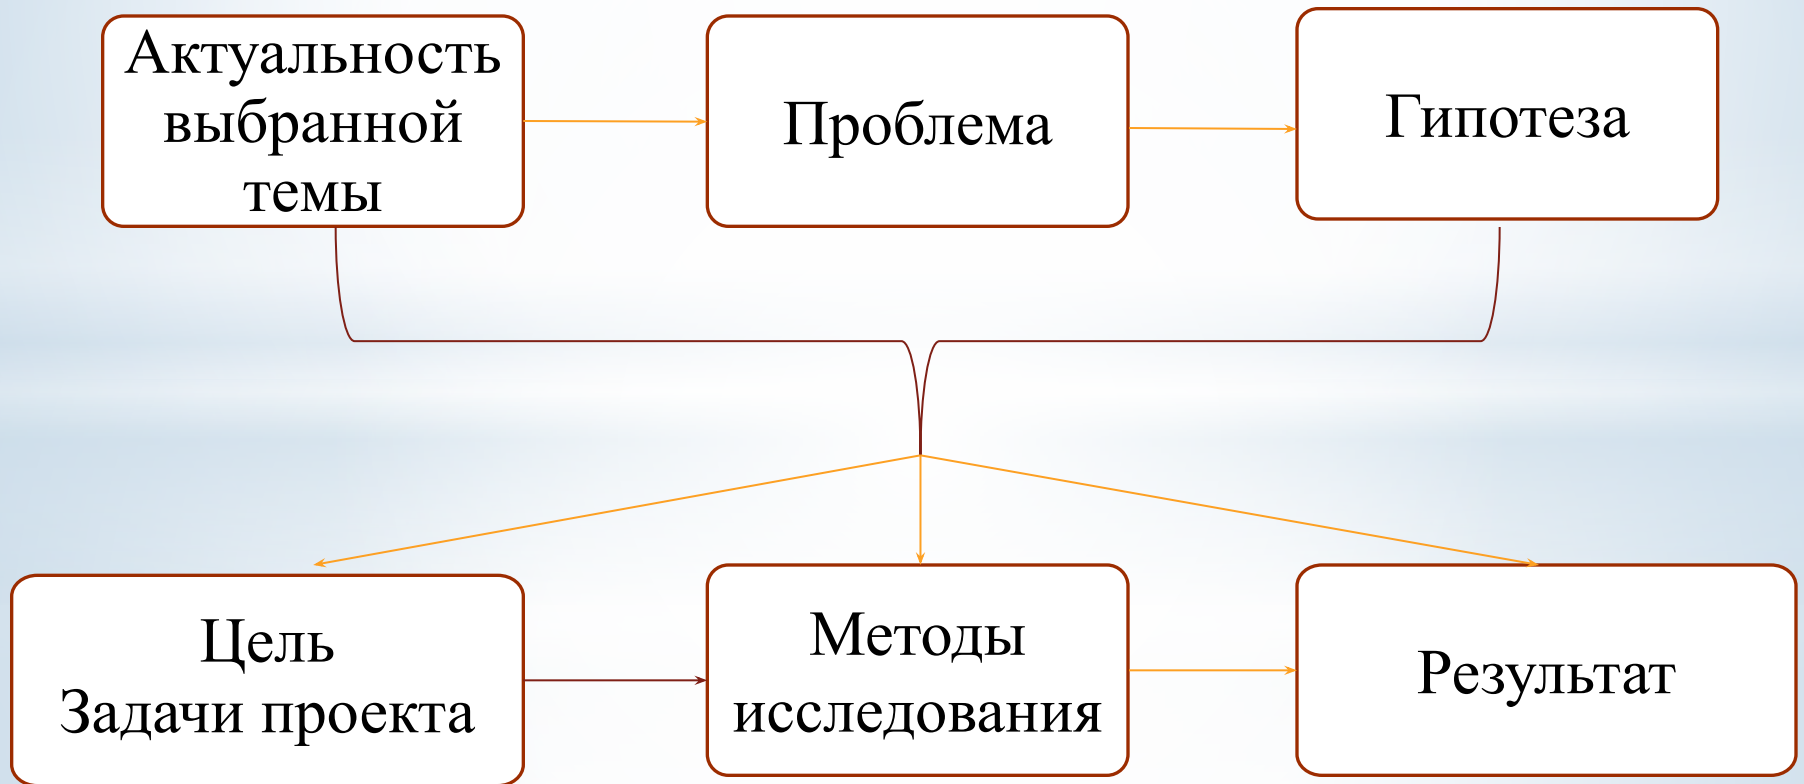 Актуальность
выбранной
темы
Проблема
Гипотеза
Цель
Задачи проекта
Методы
исследования
Результат